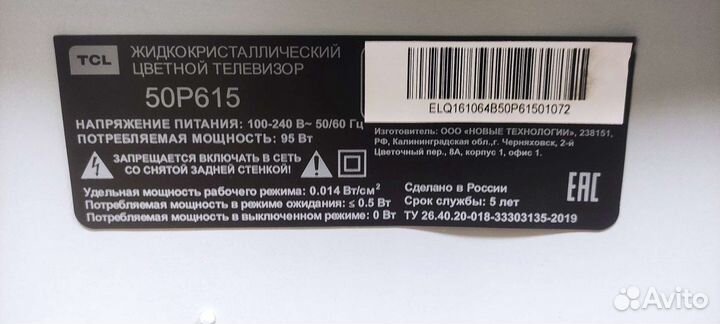 TCL
ЖИДКОКРИСТАЛЛИЧЕСКИЙ
ЦВЕТНОЙ ТЕЛЕВИЗОР
50P615
НАПРЯЖЕНИЕ ПИТАНИЯ: 100-240 В~ 50/60 Гц
ПОТРЕБЛЯЕМАЯ МОЩНОСТЬ: 95 Вт
ЗАПРЕЩАЕТСЯ ВКЛЮЧАТЬ В СЕТЬ
СО СНЯТОЙ ЗАДНЕЙ СТЕНКОЙ!
Удельная мощность рабочего режима: 0.014 Вт/см²
Потребляемая мощность в режиме ожидания: ≤ 0.5 Вт
Потребляемая мощность в выключенном режиме: 0 Вт
ELQ161064B50P61501072
Изготовитель: ООО «НОВЫЕ ТЕХНОЛОГИИ», 238151,
РФ, Калининградская обл.,г. Черняховск, 2-й
Цветочный пер., 8А, корпус 1, офис 1.
Сделано в России
Срок службы: 5 лет
ТУ 26.40.20-018-33303135-2019
EAC
Avito